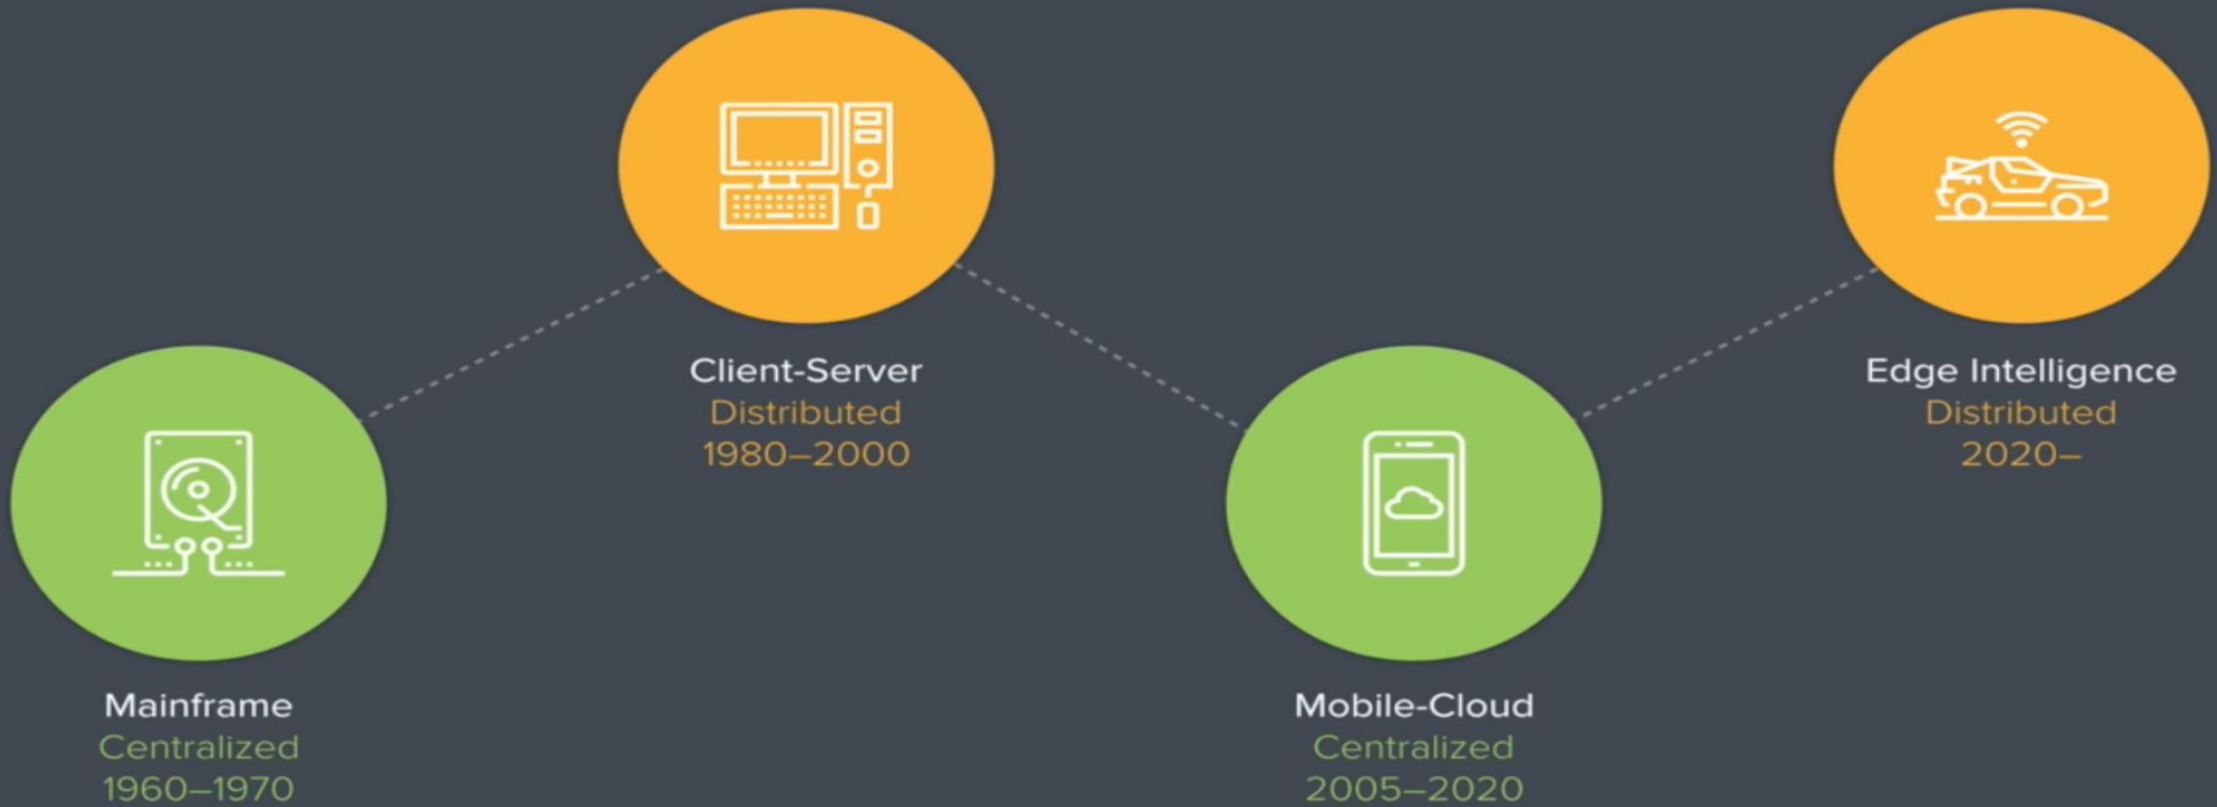 Mainframe
Centralized
1960–1970
Client-Server
Distributed
1980–2000
Mobile-Cloud
Centralized
2005–2020
Edge Intelligence
Distributed
2020–